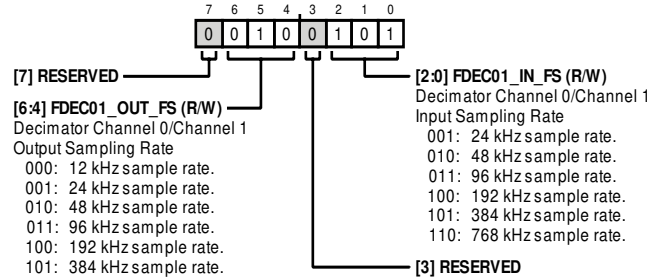 7 6 5 4 3 2 1 0
0 0 1 0 0 1 0 1
[7] RESERVED
[6:4] FDEC01_OUT_FS (R/W)
Decimator Channel 0/Channel 1
Output Sampling Rate
000: 12 kHz sample rate.
001: 24 kHz sample rate.
010: 48 kHz sample rate.
011: 96 kHz sample rate.
100: 192 kHz sample rate.
101: 384 kHz sample rate.
[2:0] FDEC01_IN_FS (R/W)
Decimator Channel 0/Channel 1
Input Sampling Rate
001: 24 kHz sample rate.
010: 48 kHz sample rate.
011: 96 kHz sample rate.
100: 192 kHz sample rate.
101: 384 kHz sample rate.
110: 768 kHz sample rate.
[3] RESERVED